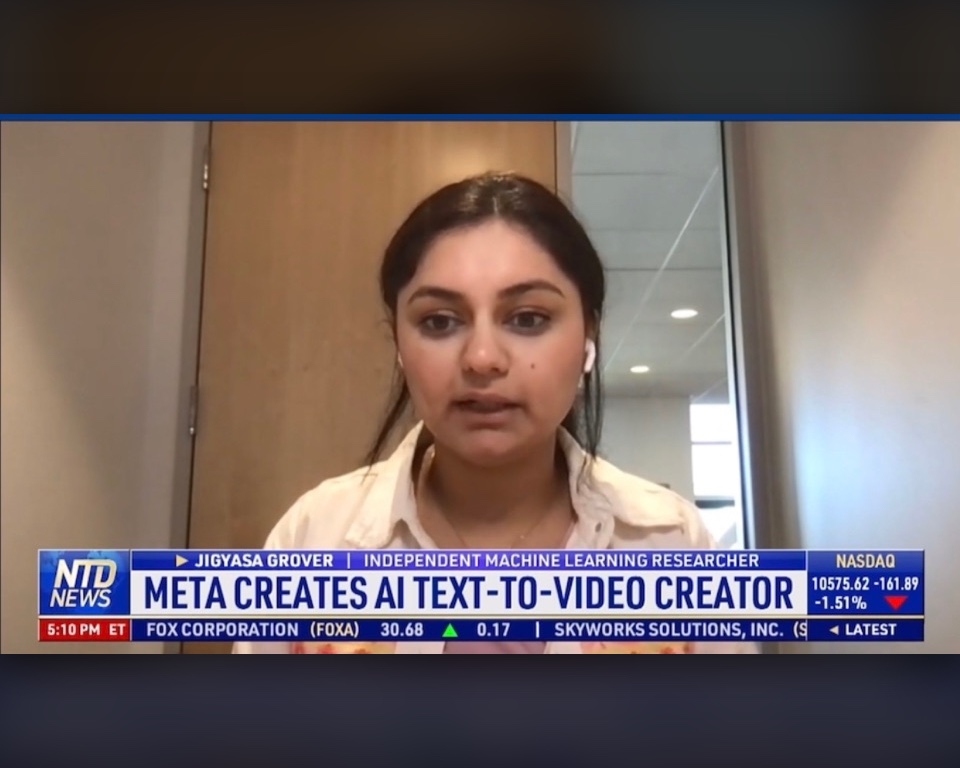 ▶ JIGYASA GROVER | INDEPENDENT MACHINE LEARNING RESEARCHER
NTD
NEWS
META CREATES AI TEXT-TO-VIDEO CREATOR
NASDAQ
10575.62 -161.89
-1.51% ▼
5:10 PM ET
FOX CORPORATION (FOXA) 30.68 ▲ 0.17 | SKYWORKS SOLUTIONS, INC. (S
◀ LATEST